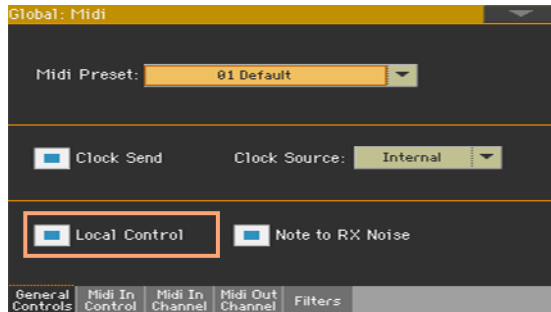 Global: Midi
Midi Preset: 01 Default
Clock Send Clock Source: Internal
Local Control Note to RX Noise
General Controls Midi In Control Midi In Channel Midi Out Channel Filters